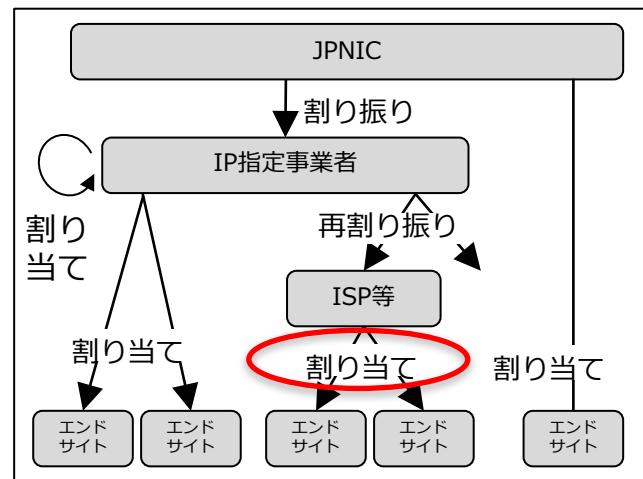 JPNIC
割り振り
IP指定事業者
割り
当て
再割り振り
ISP等
割り当て
割り当て
割り当て
エンド
サイト
エンド
サイト
エンド
サイト
エンド
サイト
エンド
サイト